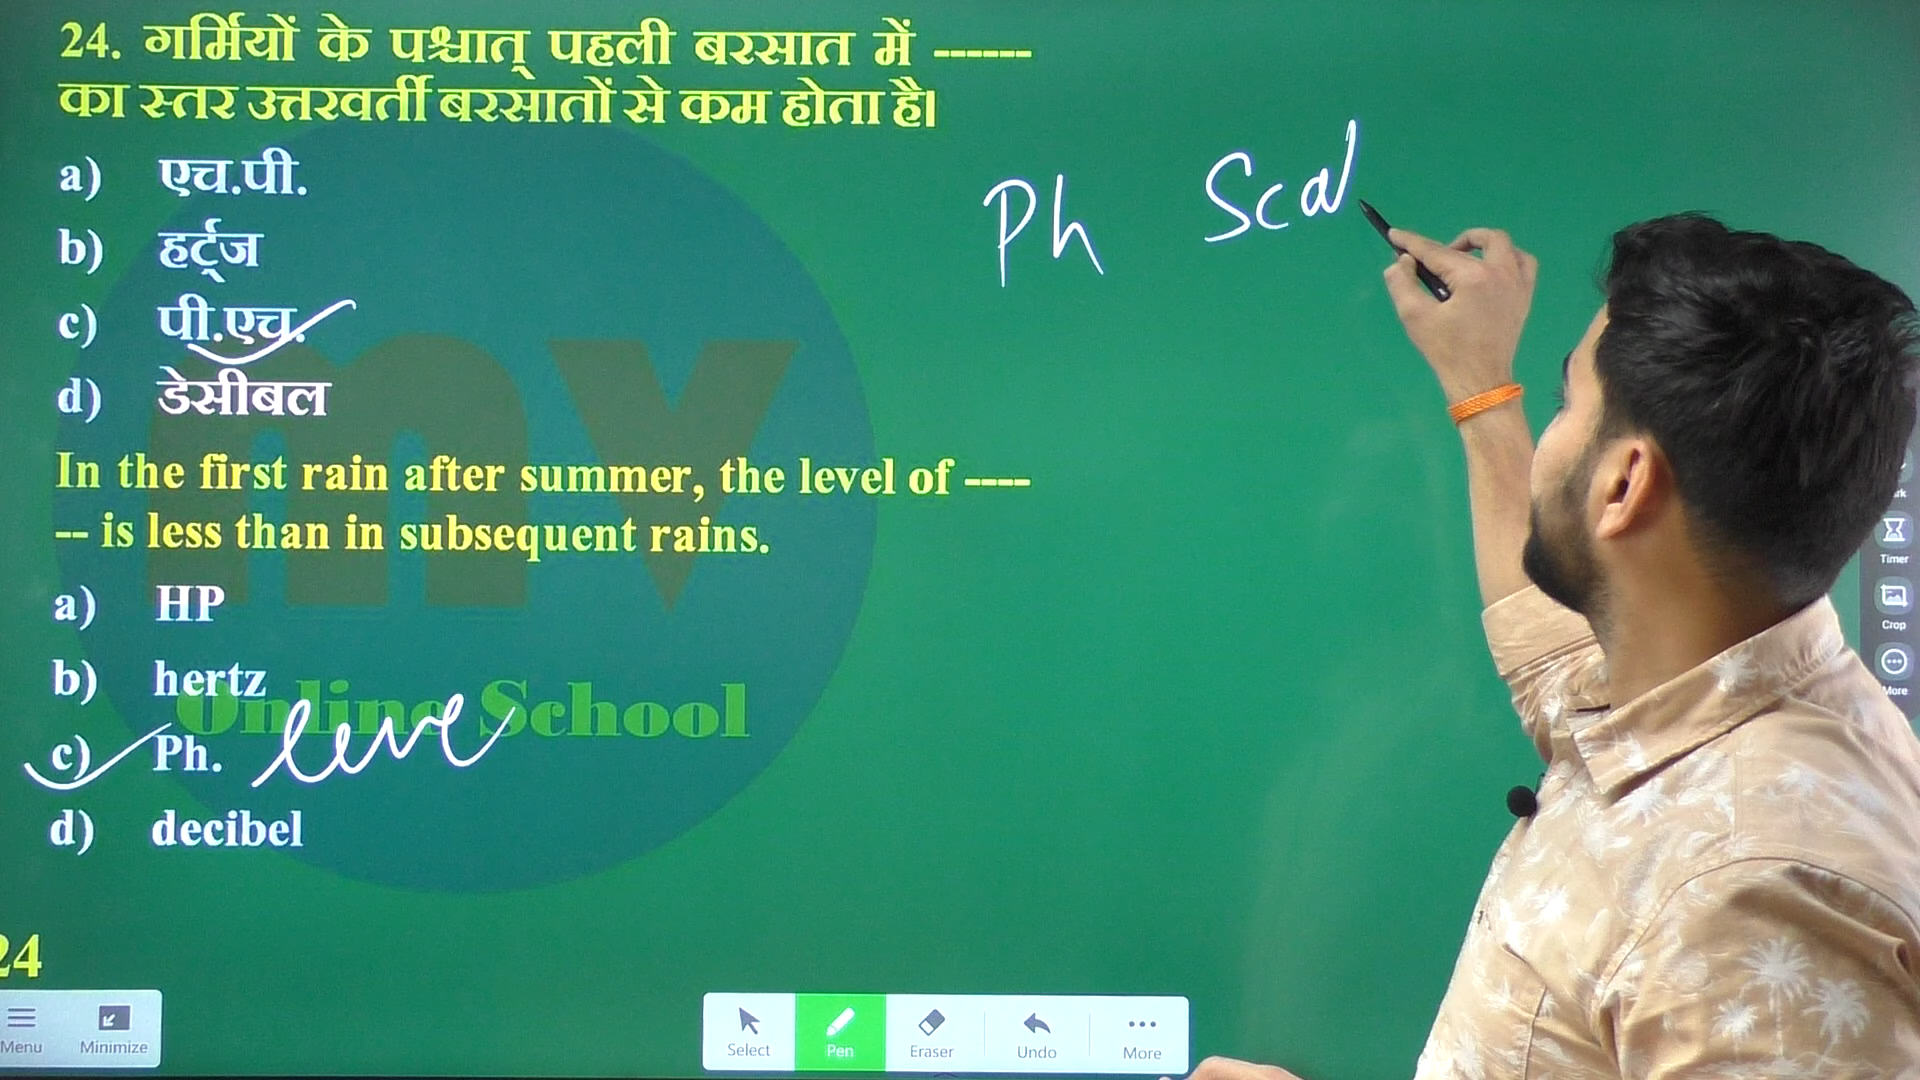 24. गर्मियों के पश्चात् पहली बरसात में ------
का स्तर उत्तरवर्ती बरसातों से कम होता है।
a) एच.पी.
b) हर्ट्ज
c) पी.एच.
d) डेसीबल
Ph Scal
In the first rain after summer, the level of ----
-- is less than in subsequent rains.
a) HP
b) hertz
c) Ph. leve
d) decibel
mv
Online School
24
Menu
Minimize
Select
Pen
Eraser
Undo
More
Timer
Crop
More